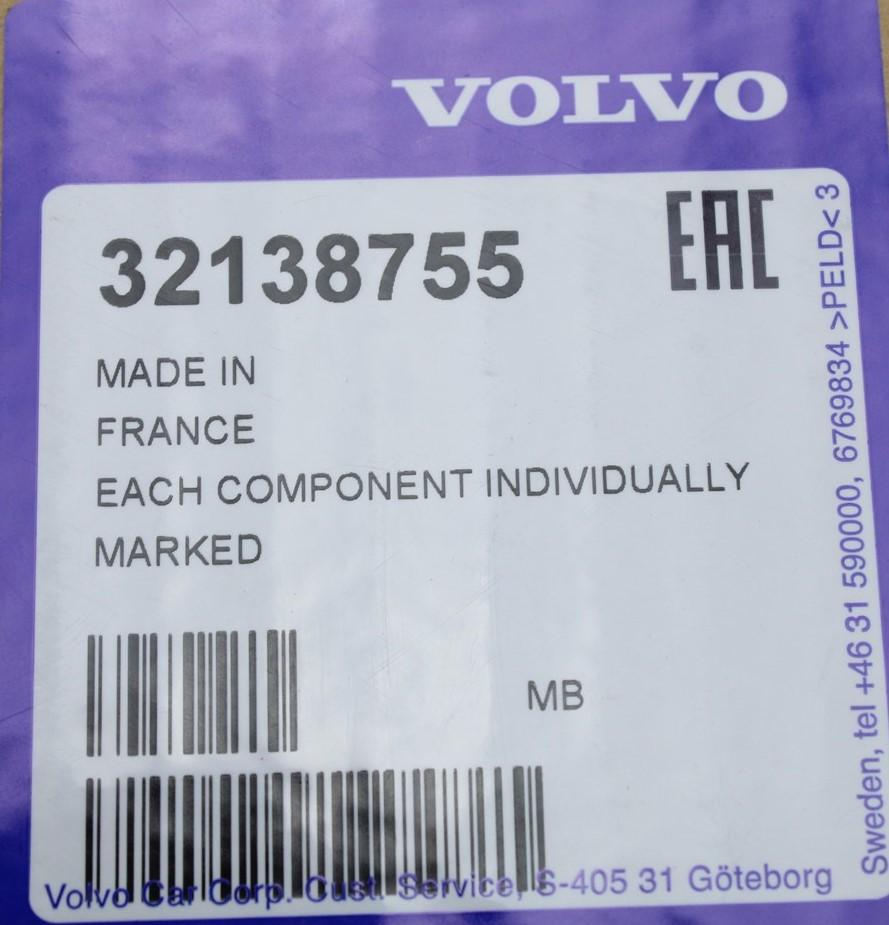 VOLVO
32138755
EAC
MADE IN
FRANCE
EACH COMPONENT INDIVIDUALLY
MARKED
MB
Volvo Car Corp. Cust. Service, S-405 31 Göteborg
Sweden, tel +46 31 590000, 6769834 >PELD< 3